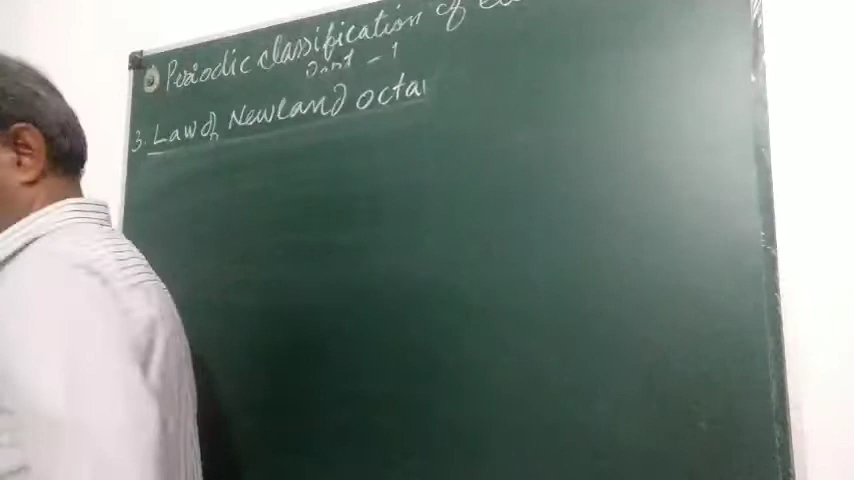 Periodic classification of
Part - 1
3. Law of Newland octa